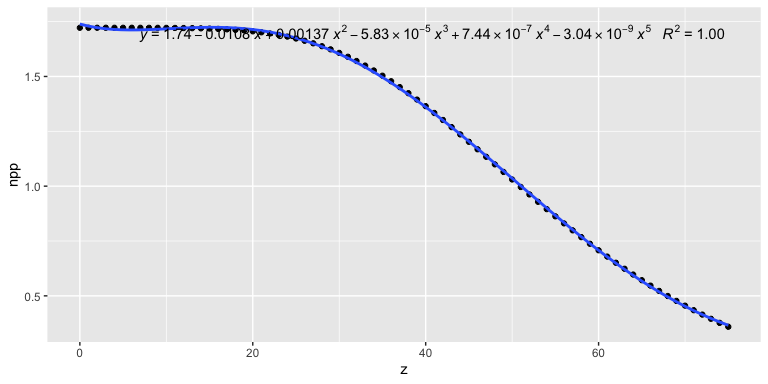 y = 1.74 − 0.0108 x + 0.00137 x² − 5.83 × 10⁻⁵ x³ + 7.44 × 10⁻⁷ x⁴ − 3.04 × 10⁻⁹ x⁵ R² = 1.00
1.5
1.0
0.5
npp
0 20 40 60
z